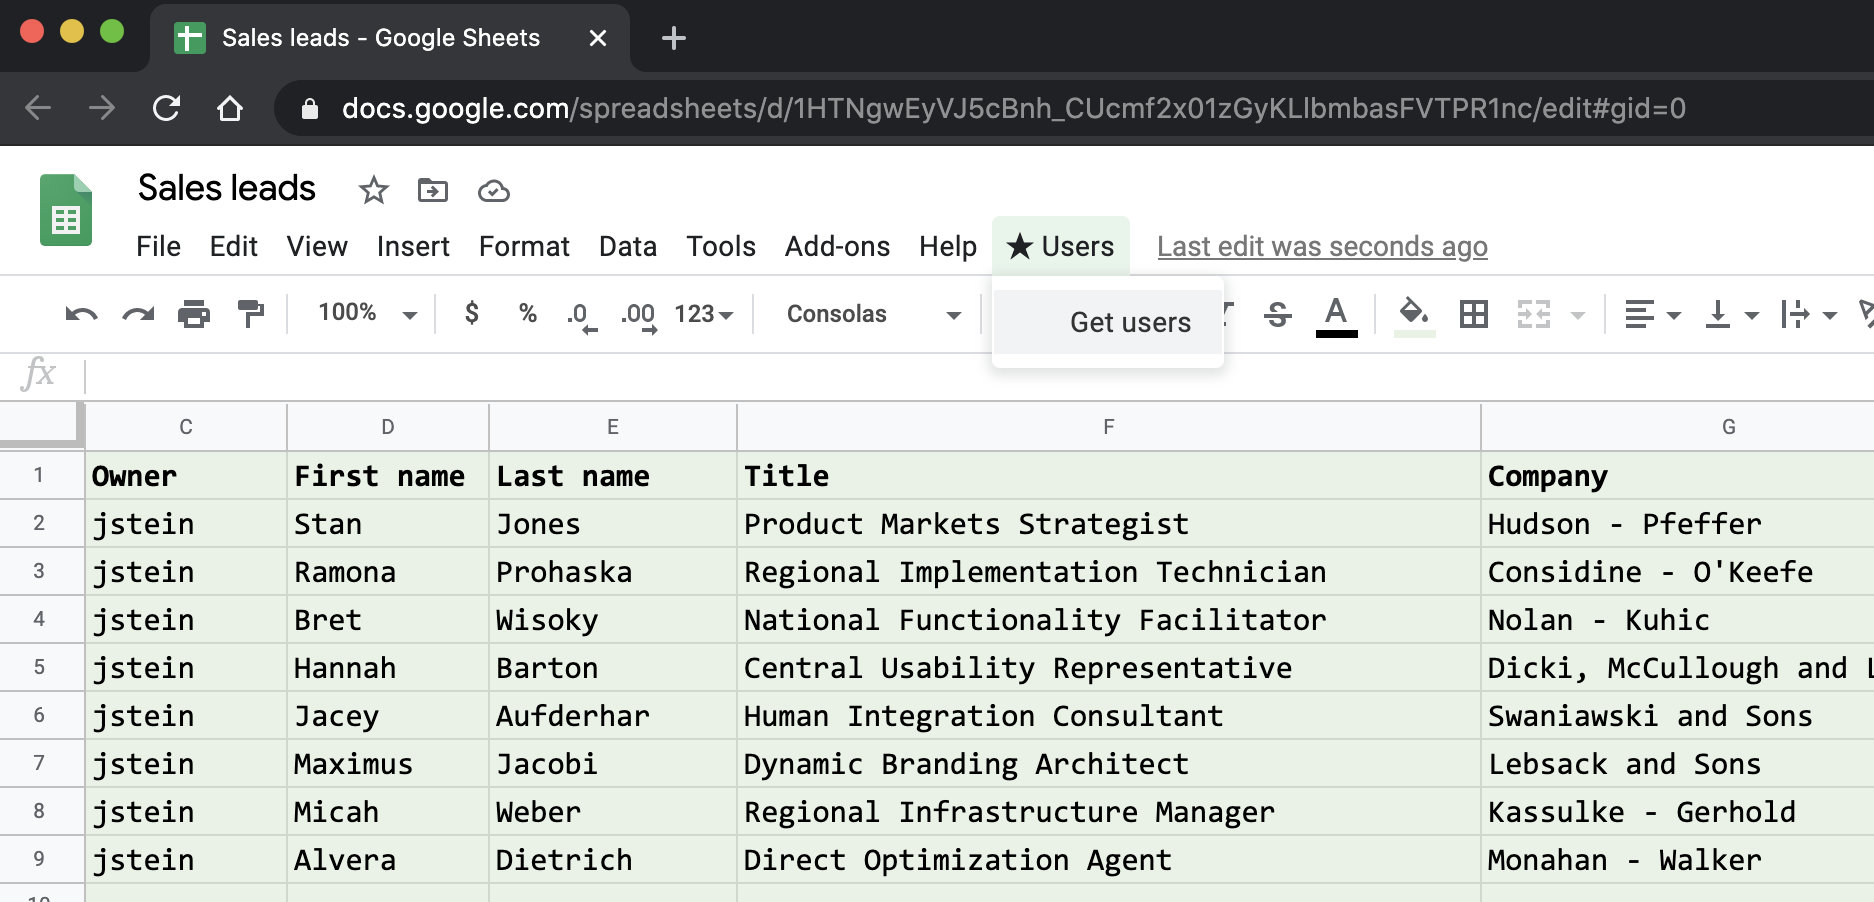 Sales leads - Google Sheets
docs.google.com/spreadsheets/d/1HTNgwEyVJ5cBnh_CUcmf2x01zGyKLlbmbasFVTPR1nc/edit#gid=0
Sales leads
File Edit View Insert Format Data Tools Add-ons Help ★ Users Last edit was seconds ago
100% $ % .0 .00 123 Consolas S A
Get users
fx
C D E F G
1 Owner First name Last name Title Company
2 jstein Stan Jones Product Markets Strategist Hudson - Pfeffer
3 jstein Ramona Prohaska Regional Implementation Technician Considine - O'Keefe
4 jstein Bret Wisoky National Functionality Facilitator Nolan - Kuhic
5 jstein Hannah Barton Central Usability Representative Dicki, McCullough and
6 jstein Jacey Aufderhar Human Integration Consultant Swaniawski and Sons
7 jstein Maximus Jacobi Dynamic Branding Architect Lebsack and Sons
8 jstein Micah Weber Regional Infrastructure Manager Kassulke - Gerhold
9 jstein Alvera Dietrich Direct Optimization Agent Monahan - Walker